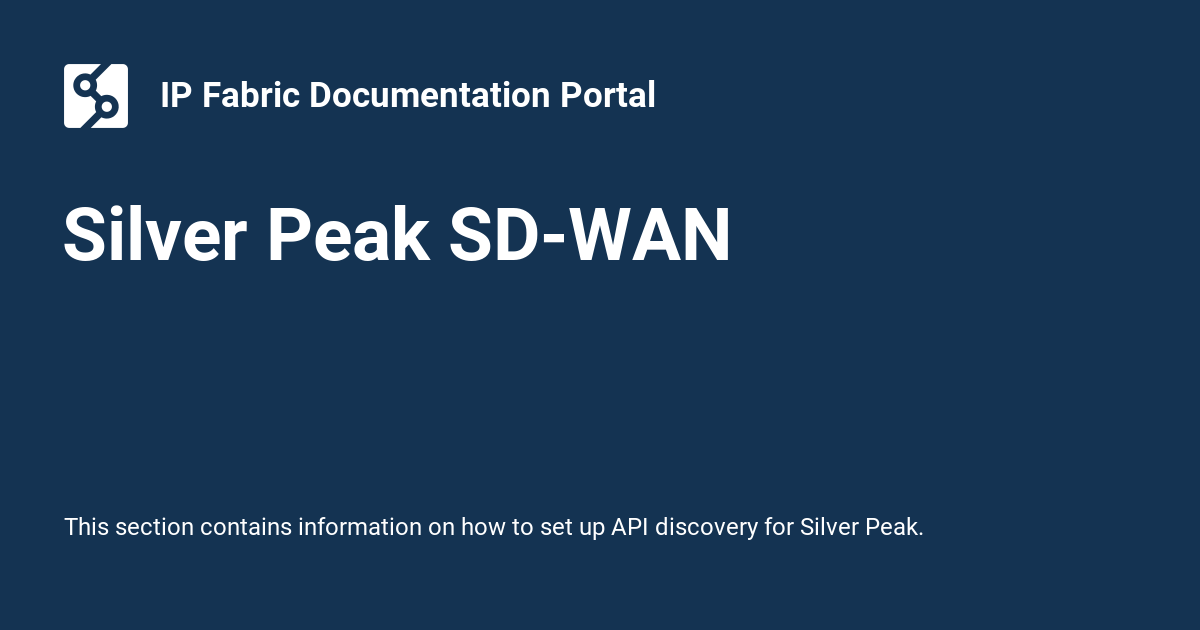 IP Fabric Documentation Portal
Silver Peak SD-WAN
This section contains information on how to set up API discovery for Silver Peak.